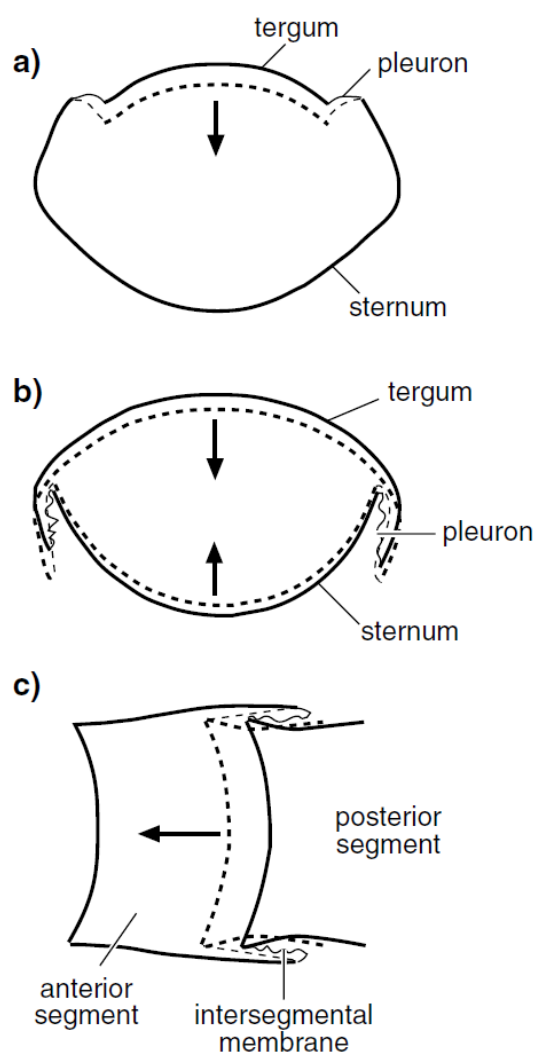 a)
tergum
pleuron
sternum
b)
tergum
pleuron
sternum
c)
posterior
segment
anterior
segment
intersegmental
membrane